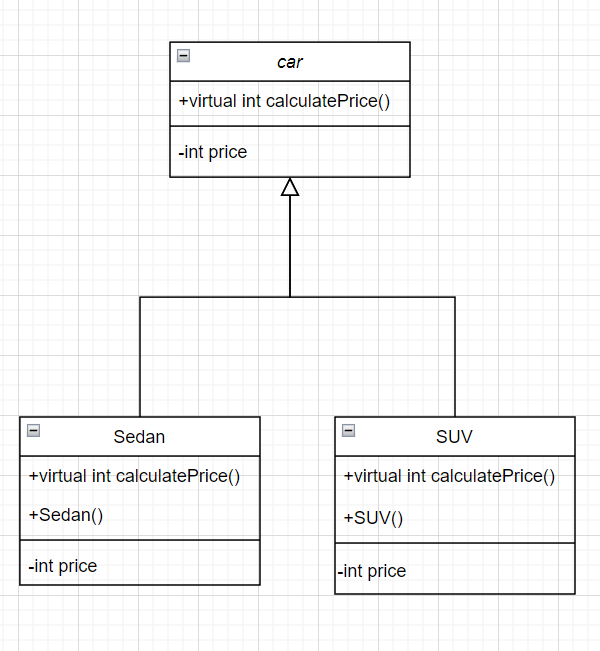 car
+virtual int calculatePrice()
-int price
Sedan
+virtual int calculatePrice()
+Sedan()
-int price
SUV
+virtual int calculatePrice()
+SUV()
-int price